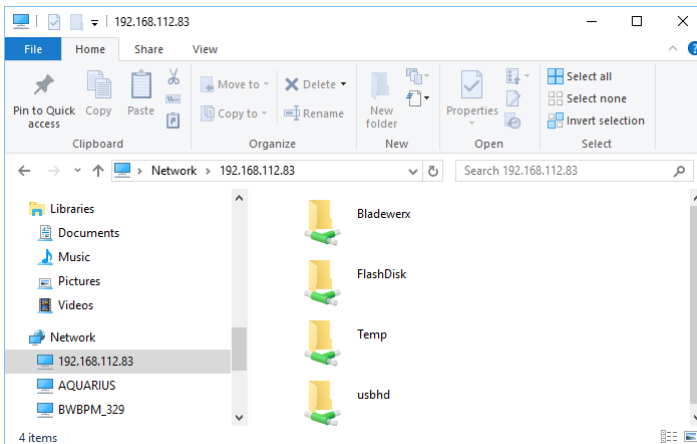 192.168.112.83
File Home Share View
Pin to Quick access
Copy
Paste
Move to
Copy to
Delete
Rename
New folder
Properties
Select all
Select none
Invert selection
Clipboard Organize New Open Select
Network > 192.168.112.83
Search 192.168.112.83
Libraries
Documents
Music
Pictures
Videos
Network
192.168.112.83
AQUARIUS
BWBPM_329
Bladewerx
FlashDisk
Temp
usbhd
4 items